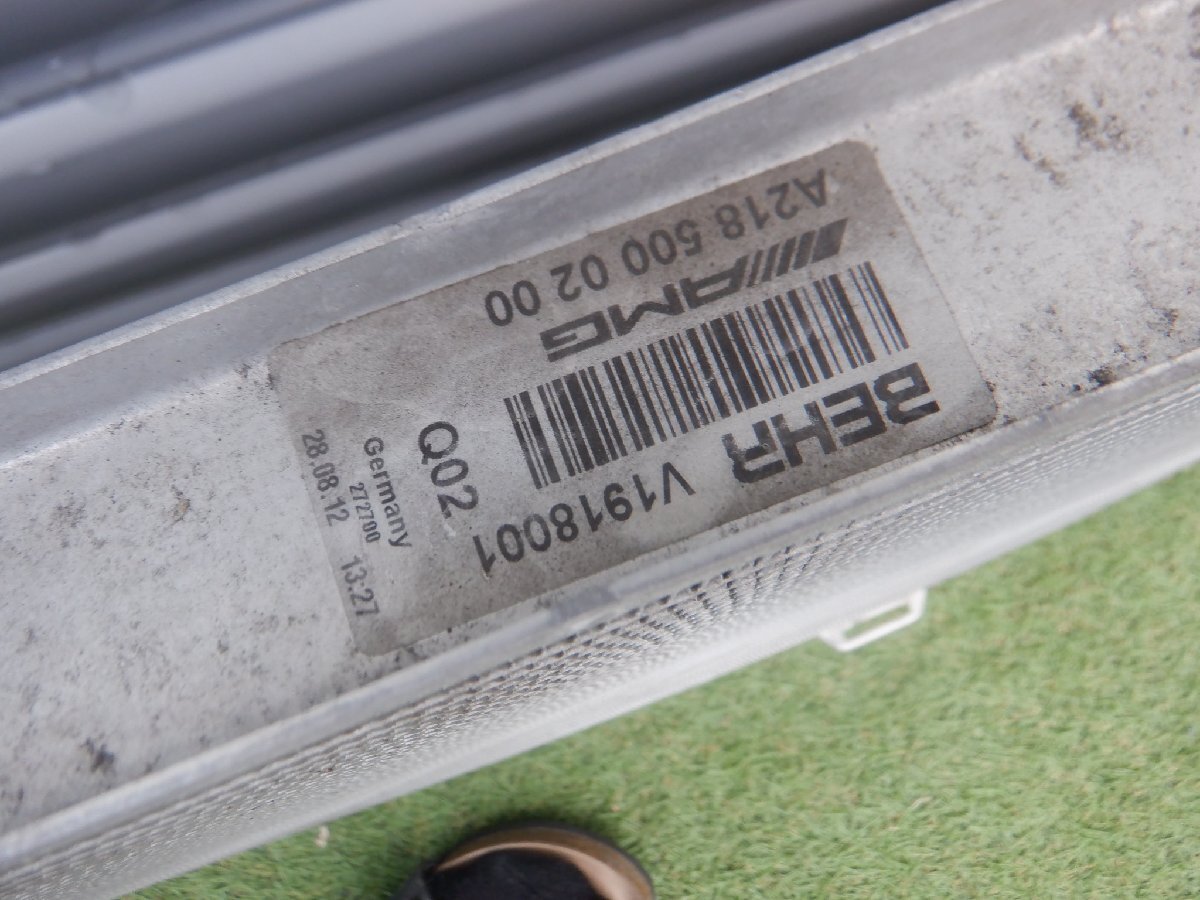 BEHR V1918001
AMG
A218 500 02 00
Q02
Germany
272700
28.08.12 13:27